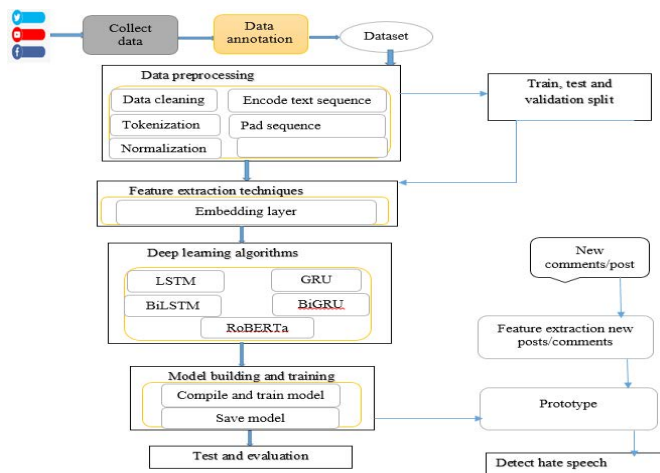 Collect
data
Data
annotation
Dataset
Data preprocessing
Data cleaning
Encode text sequence
Tokenization
Pad sequence
Normalization
Train, test and
validation split
Feature extraction techniques
Embedding layer
Deep learning algorithms
LSTM
GRU
BiLSTM
BiGRU
RoBERTa
New
comments/post
Feature extraction new
posts/comments
Model building and training
Compile and train model
Save model
Prototype
Test and evaluation
Detect hate speech